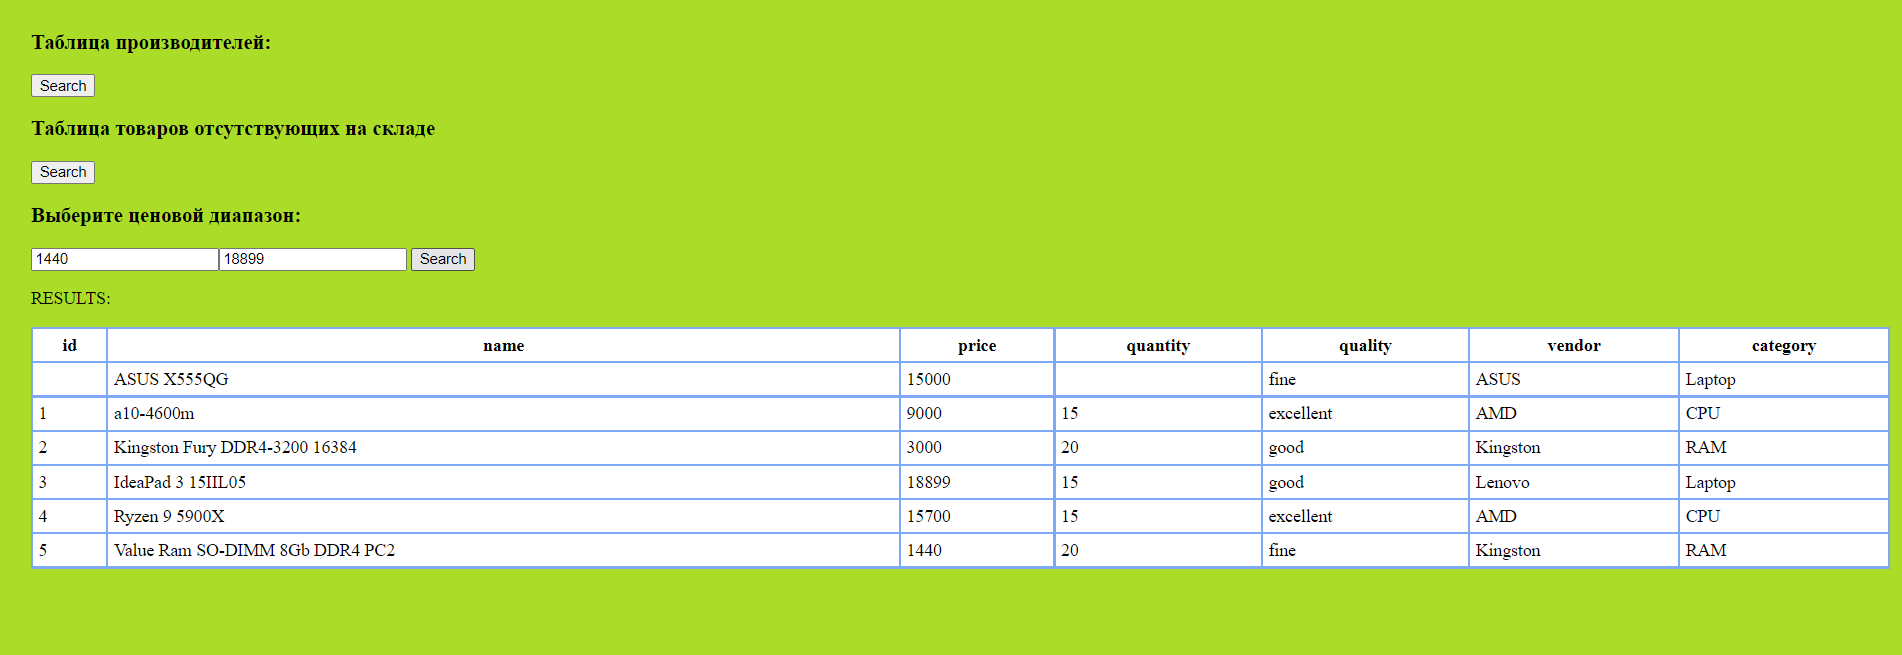 Таблица производителей:
Search
Таблица товаров отсутствующих на складе
Search
Выберите ценовой диапазон:
1440 18899 Search
RESULTS:
id name price quantity quality vendor category
ASUS X555QG 15000 fine ASUS Laptop
1 a10-4600m 9000 15 excellent AMD CPU
2 Kingston Fury DDR4-3200 16384 3000 20 good Kingston RAM
3 IdeaPad 3 15IIL05 18899 15 good Lenovo Laptop
4 Ryzen 9 5900X 15700 15 excellent AMD CPU
5 Value Ram SO-DIMM 8Gb DDR4 PC2 1440 20 fine Kingston RAM